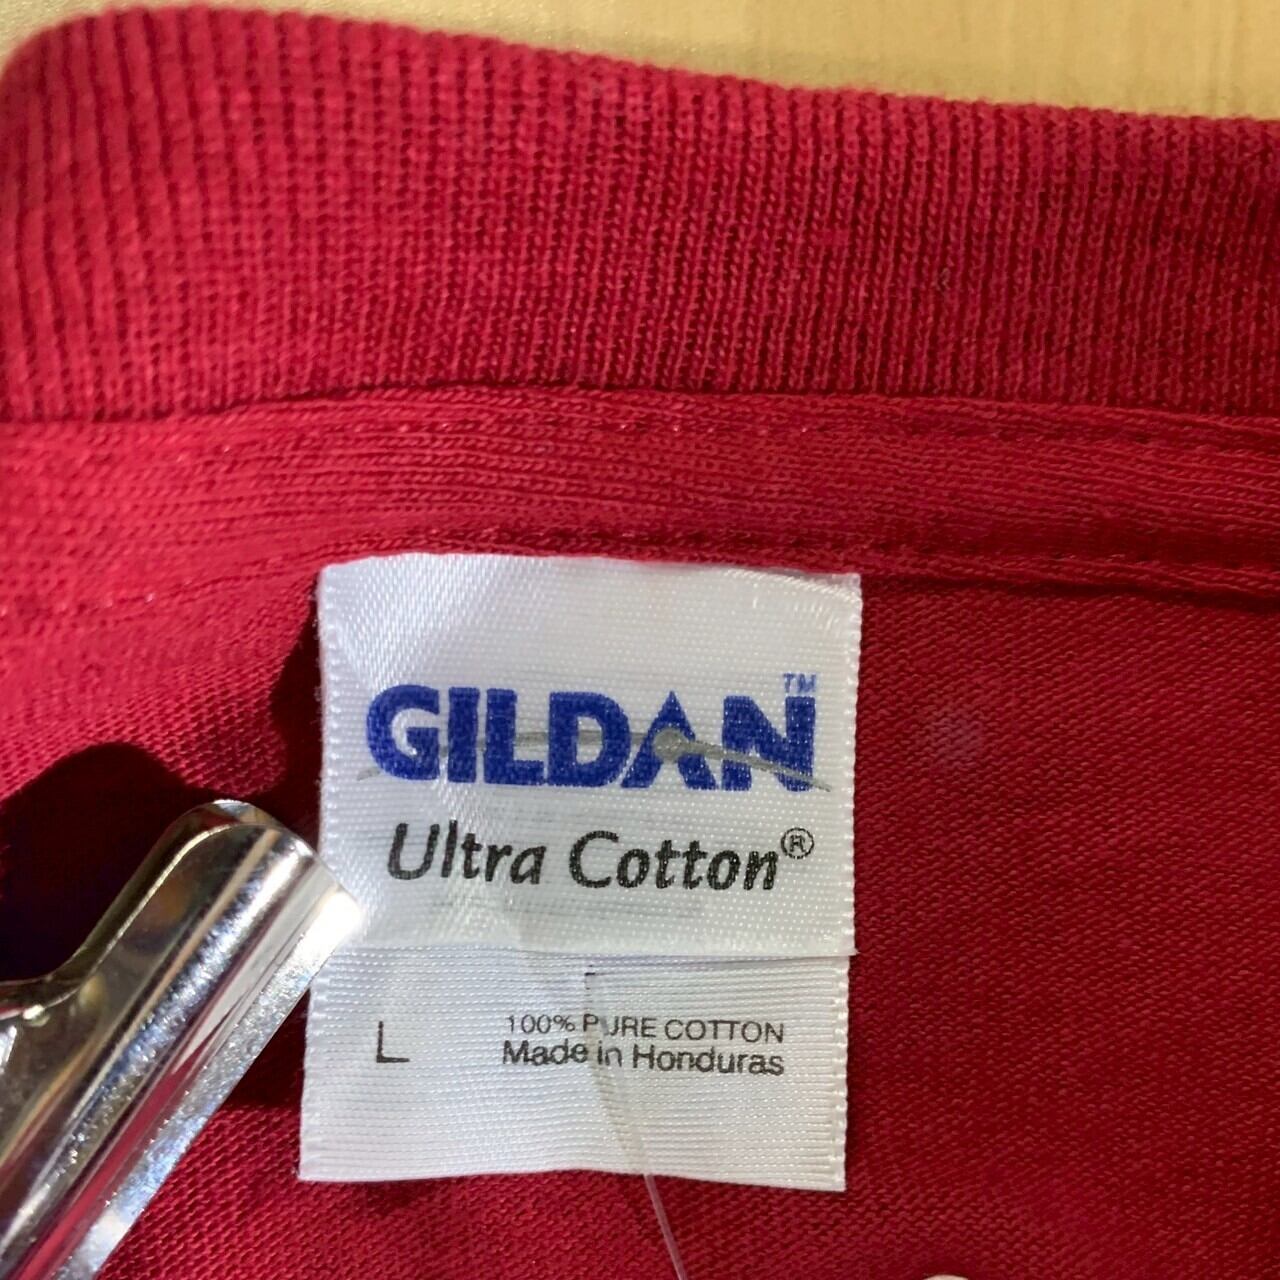 GILDAN™
Ultra Cotton®
L
100% PURE COTTON
Made in Honduras